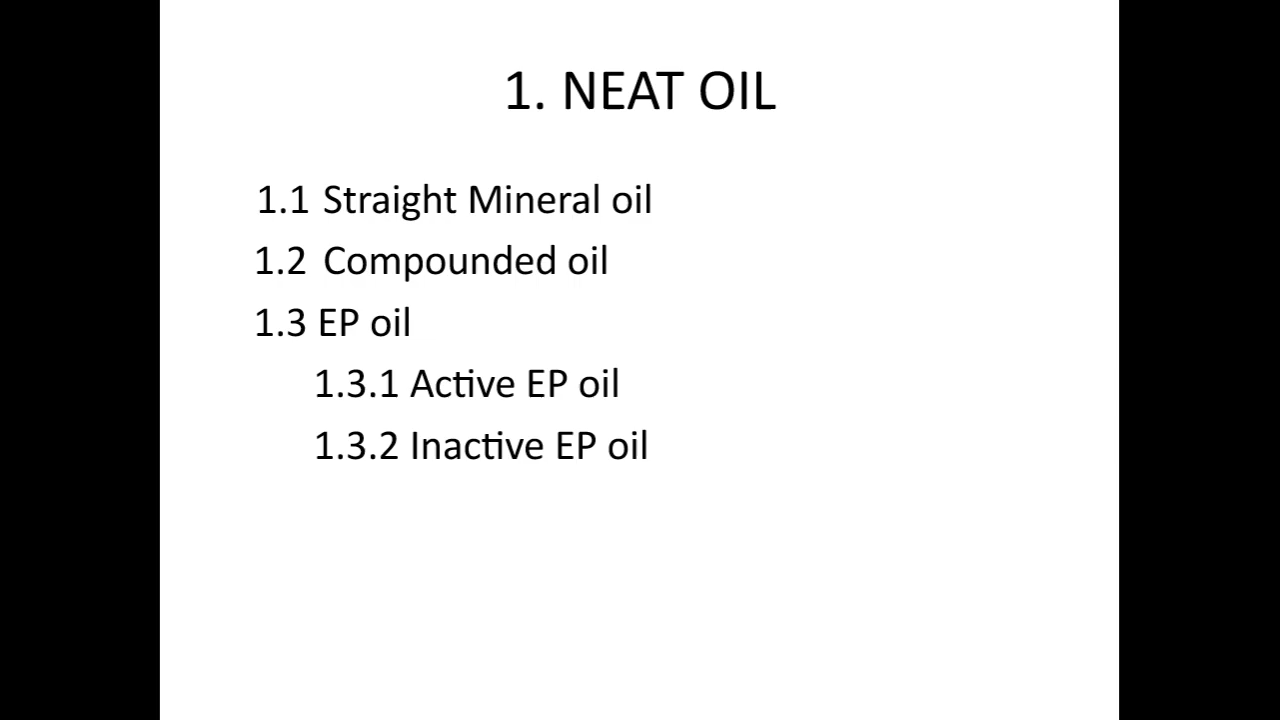 1. NEAT OIL
1.1 Straight Mineral oil
1.2 Compounded oil
1.3 EP oil
1.3.1 Active EP oil
1.3.2 Inactive EP oil